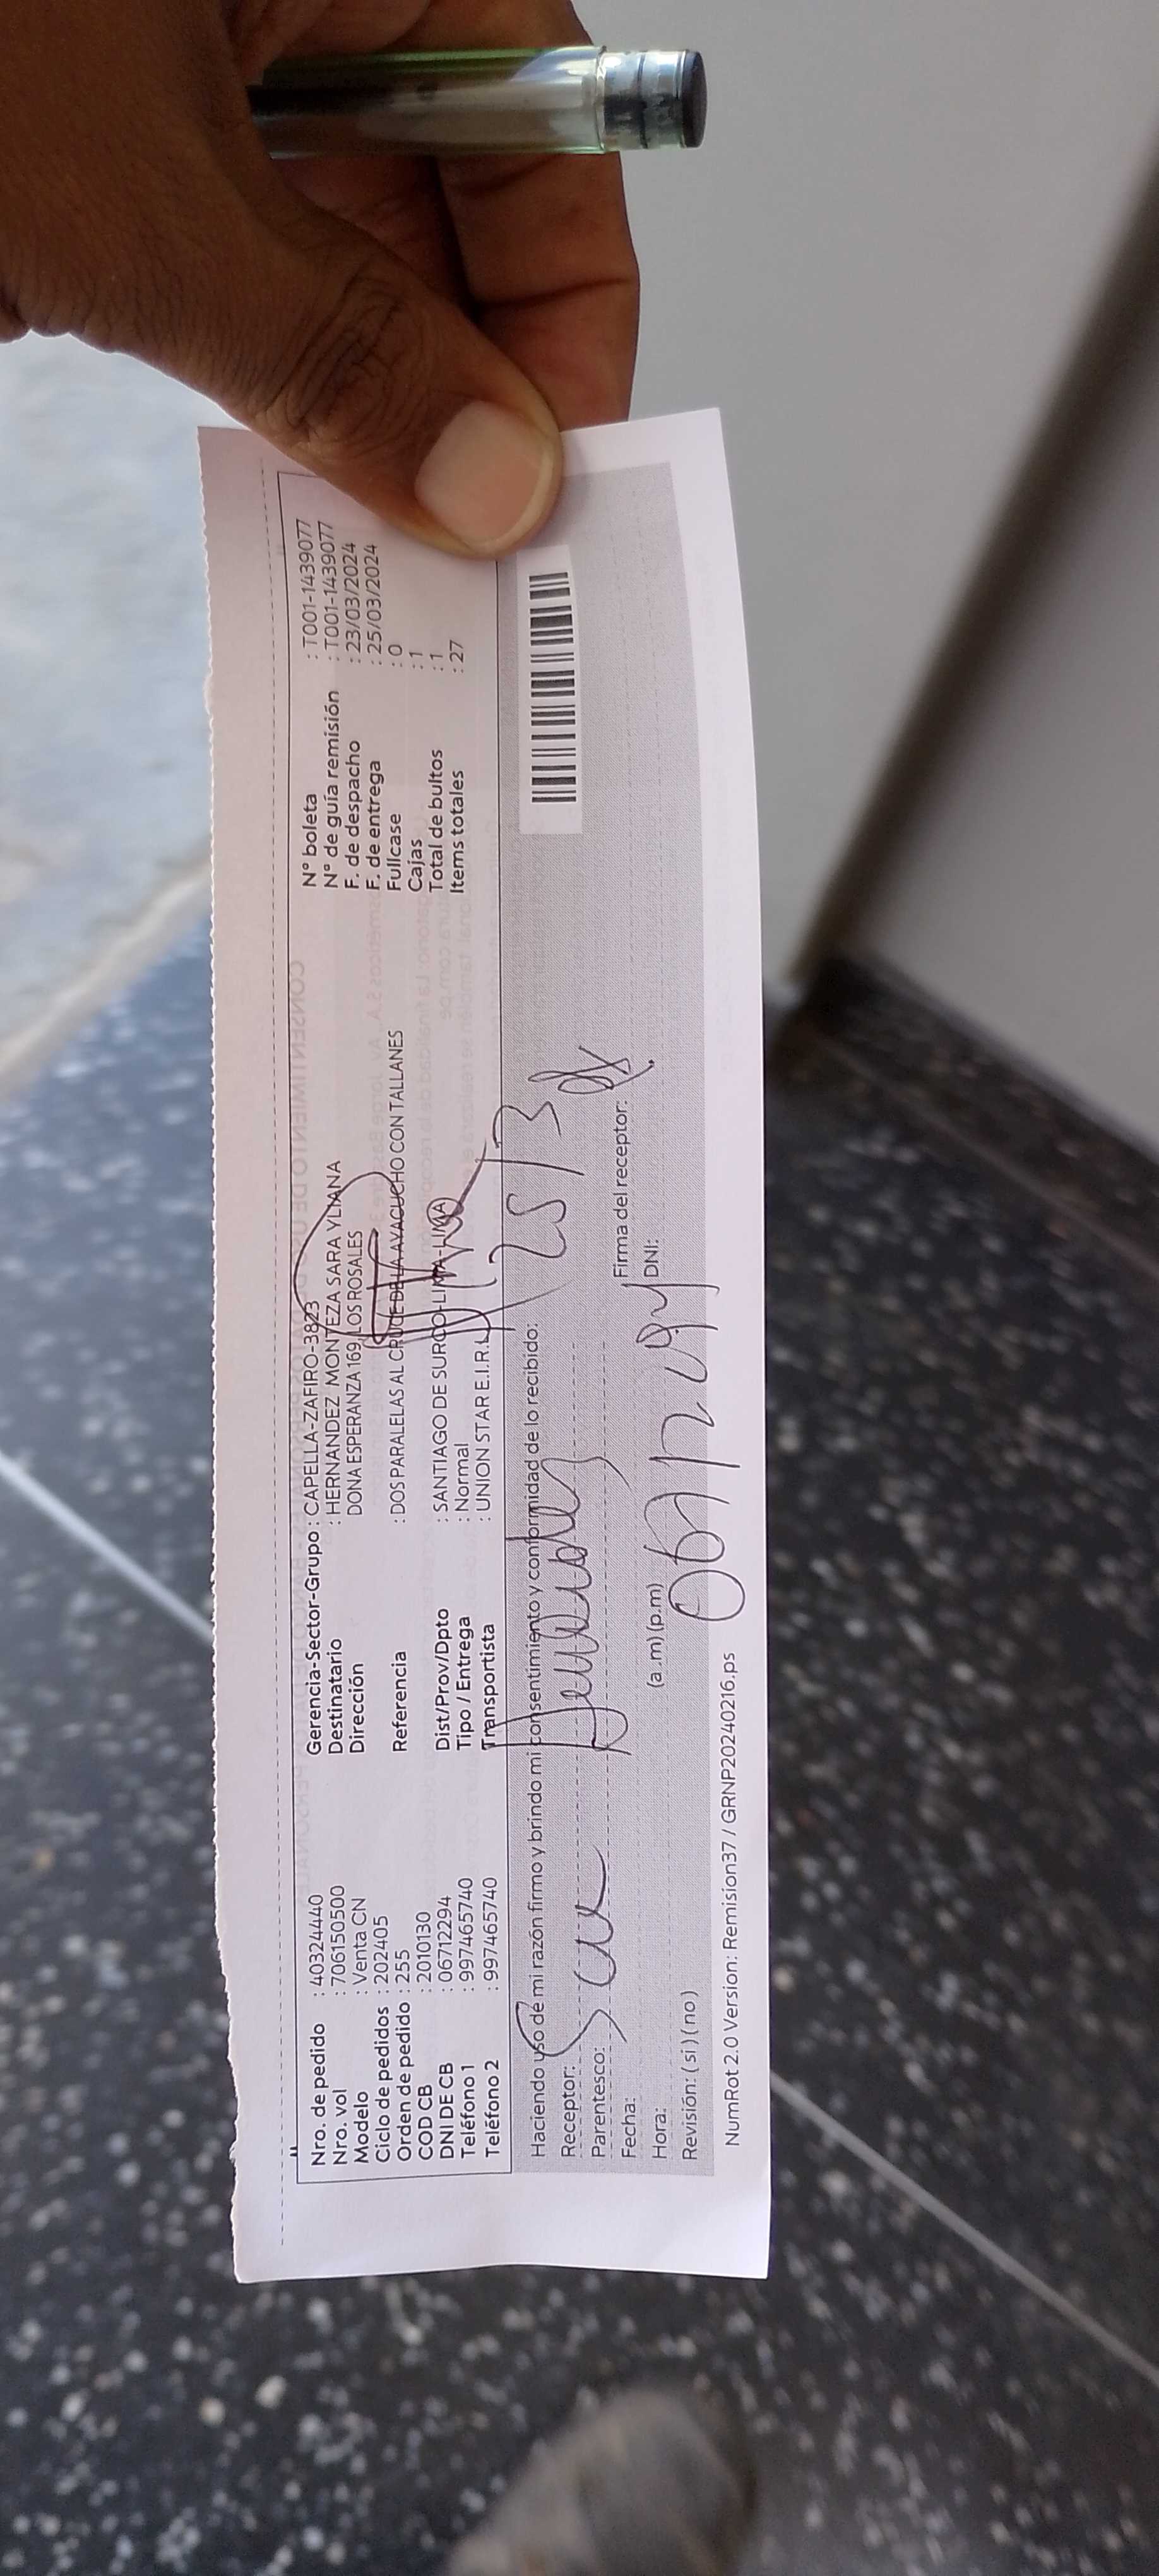 Nro. de pedido : 40324440 Gerencia-Sector-Grupo : CAPELLA-ZAFIRO-3823 N° boleta : T001-1439077
Nro. vol : 706150500 Destinatario : HERNANDEZ MONTEZA SARA YLIANA N° de guía remisión : T001-1439077
Modelo : Venta CN Dirección DONA ESPERANZA 169 LOS ROSALES F. de despacho : 23/03/2024
Ciclo de pedidos : 202405 F. de entrega : 25/03/2024
Orden de pedido : 255 Referencia : DOS PARALELAS AL CRUCE DE LA AYACUCHO CON TALLANES Fullcase : 0
COD CB : 2010130 Cajas : 1
DNI DE CB : 06712294 Dist/Prov/Dpto : SANTIAGO DE SURCO-LIMA-LIMA Total de bultos : 1
Teléfono 1 : 997465740 Tipo / Entrega : Normal Items totales : 27
Teléfono 2 : 997465740 Transportista : UNION STAR E.I.R.L
Haciendo uso de mi razón firmo y brindo mi consentimiento y conformidad de lo recibido:
Receptor:
Parentesco:
Fecha: 25/3 Firma del receptor:
Hora: (a .m) (p.m) DNI:
06712294
Revisión: ( si ) ( no )
NumRot 2.0 Version: Remision37 / GRNP20240216.ps